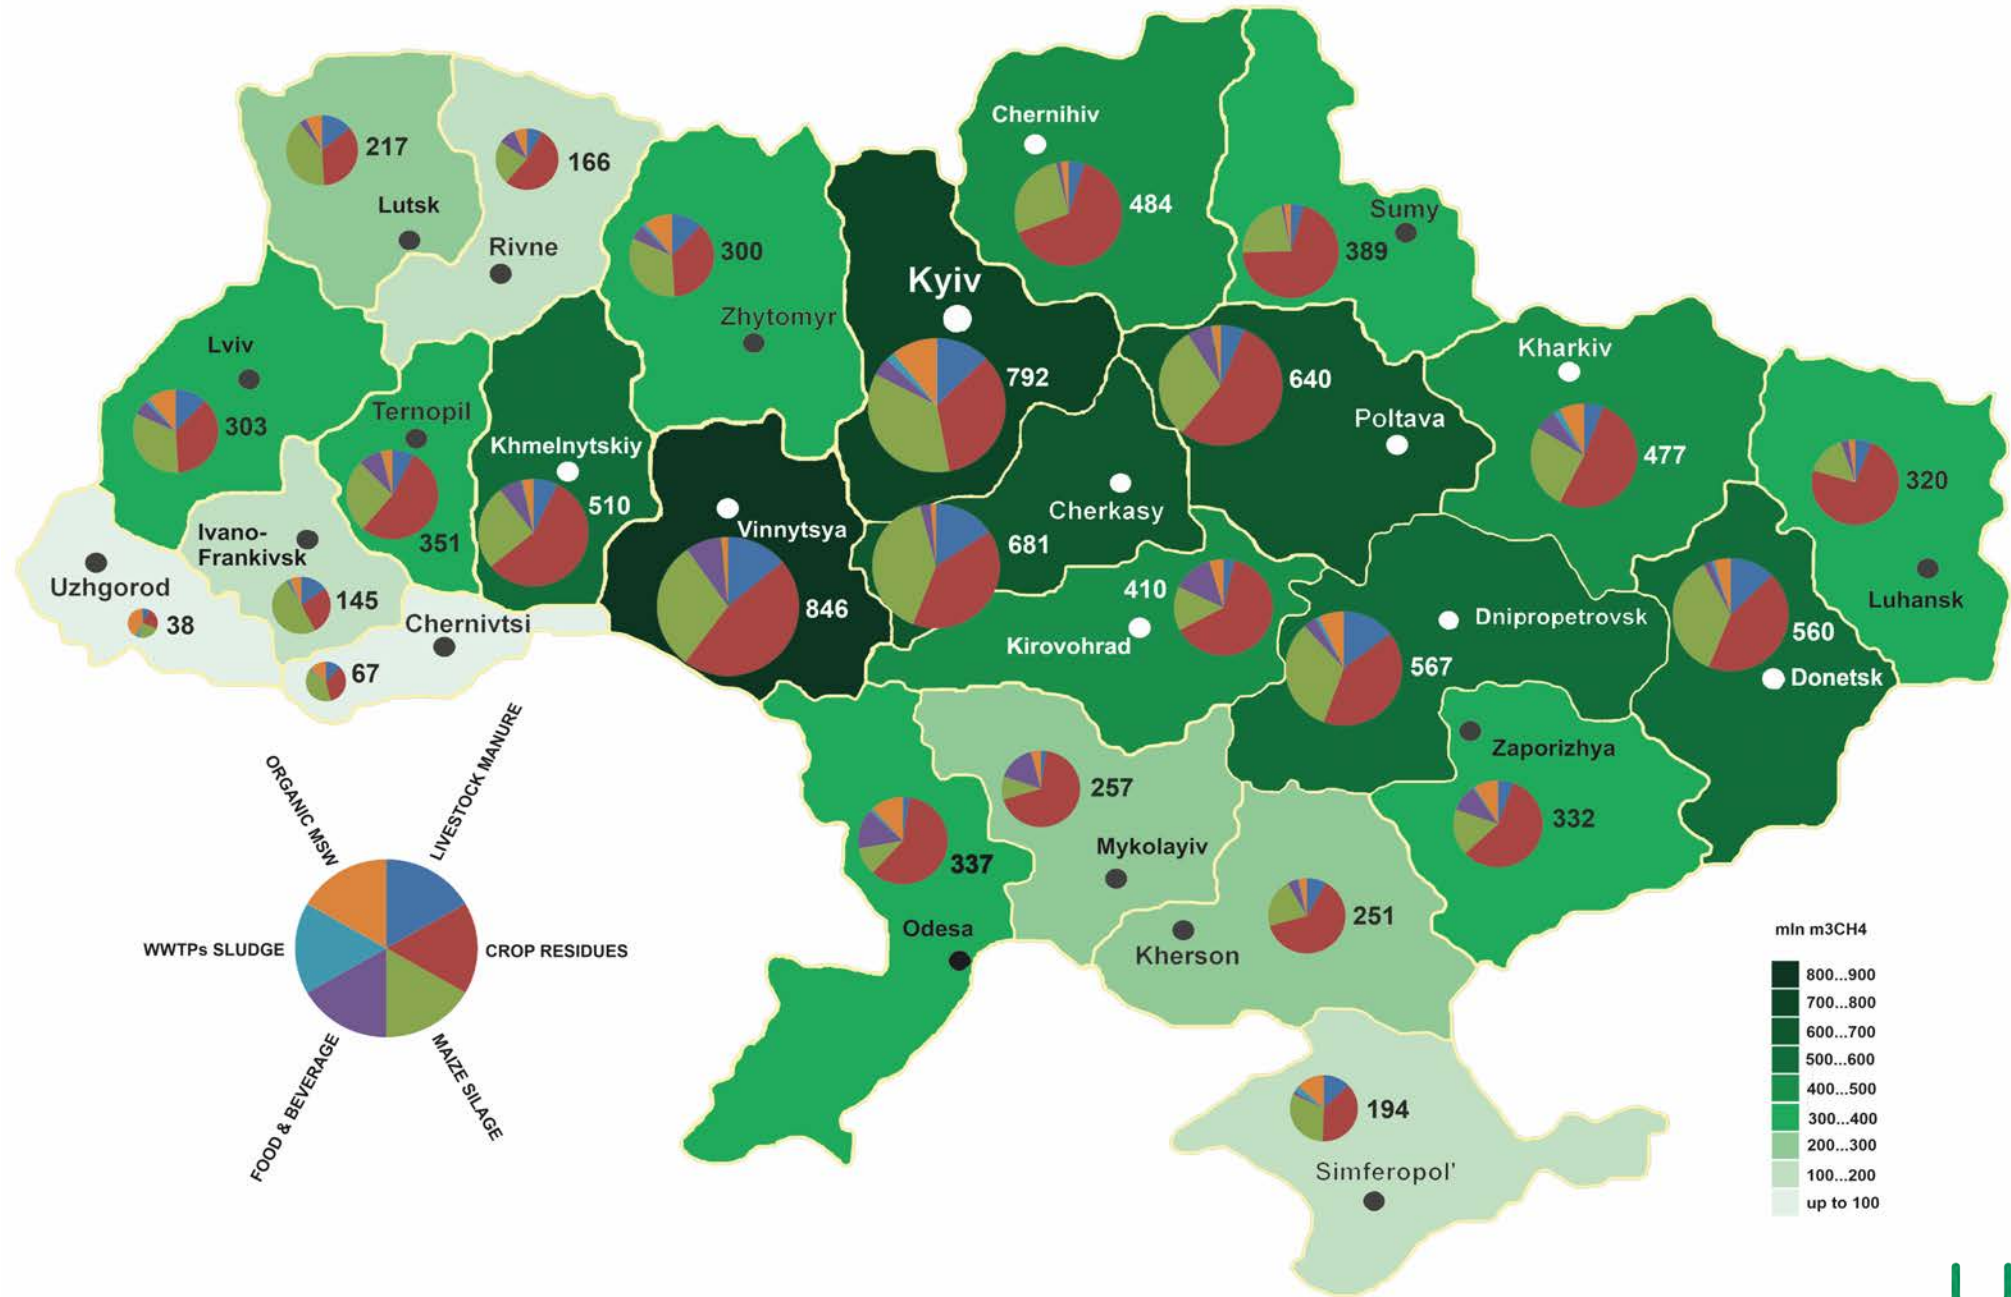 Chernihiv
484
Sumy
389
217
Lutsk
166
Rivne
300
Zhytomyr
Kyiv
792
640
Poltava
Kharkiv
477
320
Luhansk
Lviv
303
Ternopil
351
Khmelnytskiy
510
Vinnytsya
846
Cherkasy
681
Ivano-
Frankivsk
145
Uzhgorod
38
Chernivtsi
67
410
Kirovohrad
Dnipropetrovsk
567
560
Donetsk
Zaporizhya
332
257
Mykolayiv
337
Odesa
251
Kherson
194
Simferopol'
ORGANIC MSW
LIVESTOCK MANURE
WWTPs SLUDGE
CROP RESIDUES
FOOD & BEVERAGE
MAIZE SILAGE
mln m3CH4
800...900
700...800
600...700
500...600
400...500
300...400
200...300
100...200
up to 100